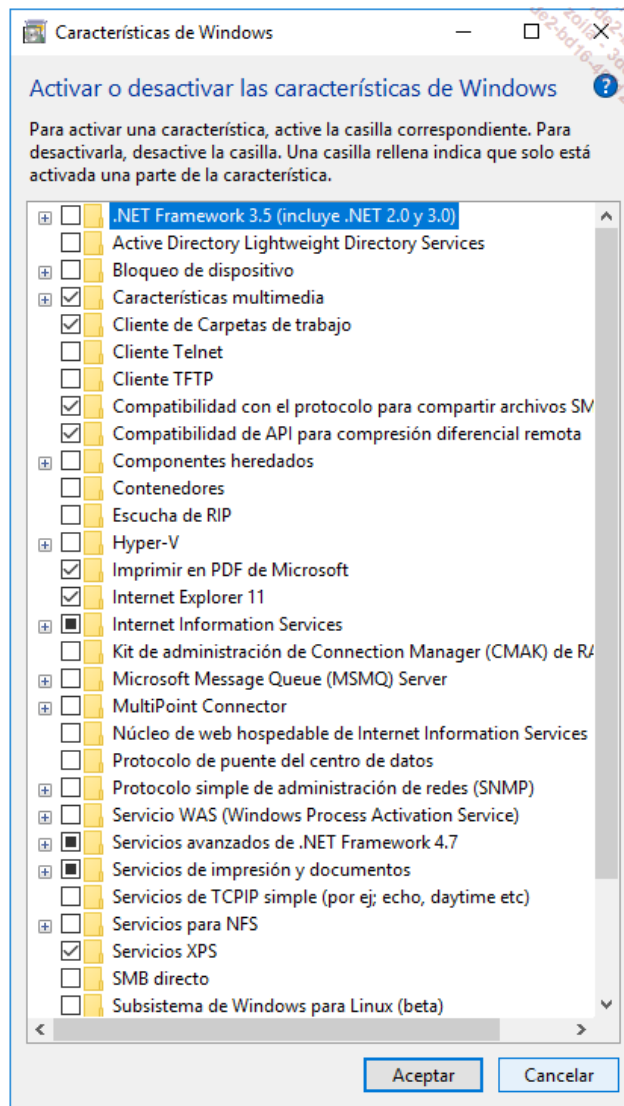 Características de Windows
Activar o desactivar las características de Windows
Para activar una característica, active la casilla correspondiente. Para
desactivarla, desactive la casilla. Una casilla rellena indica que solo está
activada una parte de la característica.
.NET Framework 3.5 (incluye .NET 2.0 y 3.0)
Active Directory Lightweight Directory Services
Bloqueo de dispositivo
Características multimedia
Cliente de Carpetas de trabajo
Cliente Telnet
Cliente TFTP
Compatibilidad con el protocolo para compartir archivos SM
Compatibilidad de API para compresión diferencial remota
Componentes heredados
Contenedores
Escucha de RIP
Hyper-V
Imprimir en PDF de Microsoft
Internet Explorer 11
Internet Information Services
Kit de administración de Connection Manager (CMAK) de RA
Microsoft Message Queue (MSMQ) Server
MultiPoint Connector
Núcleo de web hospedable de Internet Information Services
Protocolo de puente del centro de datos
Protocolo simple de administración de redes (SNMP)
Servicio WAS (Windows Process Activation Service)
Servicios avanzados de .NET Framework 4.7
Servicios de impresión y documentos
Servicios de TCPIP simple (por ej; echo, daytime etc)
Servicios para NFS
Servicios XPS
SMB directo
Subsistema de Windows para Linux (beta)
Aceptar
Cancelar